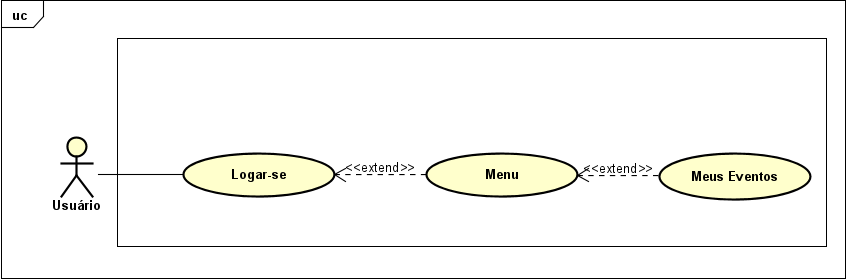 uc
<<extend>>
<<extend>>
Logar-se
Menu
Meus Eventos
Usuário